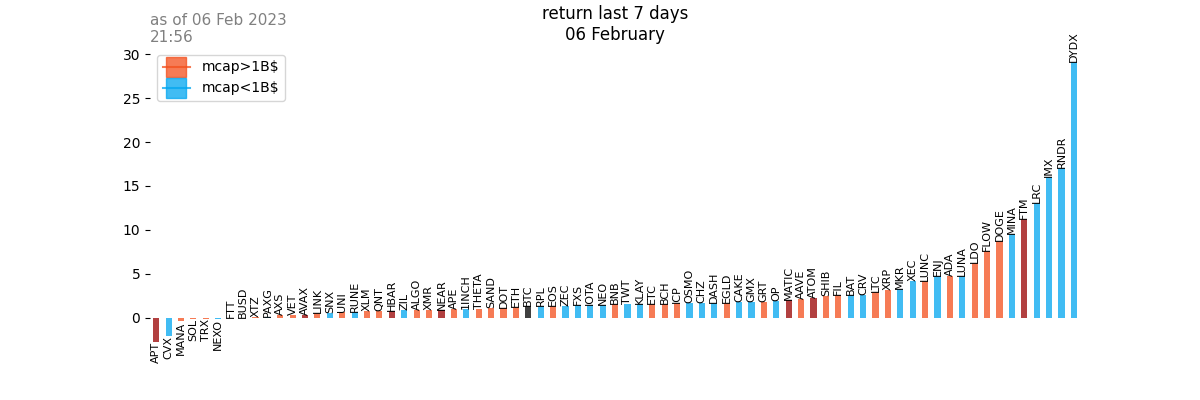 return last 7 days
06 February
as of 06 Feb 2023
21:56
mcap>1B$
mcap<1B$
30
25
20
15
10
5
0
APT
CVX
MANA
SOL
TRX
NEXO
FTT
BUSD
XTZ
PAXG
AXS
VET
AVAX
LINK
SNX
UNI
RUNE
XLM
QNT
HBAR
ZIL
ALGO
XMR
NEAR
APE
1INCH
THETA
SAND
DOT
ETH
BTC
RPL
EOS
ZEC
FXS
IOTA
NEO
BNB
TWT
KLAY
ETC
BCH
ICP
OSMO
CHZ
DASH
EGLD
CAKE
GMX
GRT
OP
MATIC
AAVE
ATOM
SHIB
FIL
BAT
CRV
LTC
XRP
MKR
XEC
LUNC
ENJ
ADA
LUNA
LDO
FLOW
DOGE
MINA
FTM
LRC
IMX
RNDR
DYDX